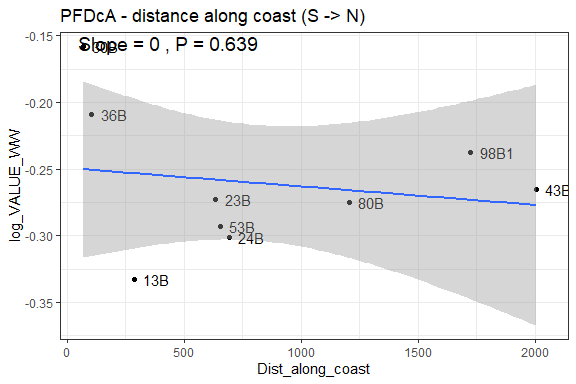 PFDcA - distance along coast (S -> N)
Slope = 0 , P = 0.639
-0.15
-0.20
-0.25
-0.30
-0.35
log_VALUE_WW
36B
98B1
43B
23B
80B
53B
24B
13B
0
500
1000
1500
2000
Dist_along_coast